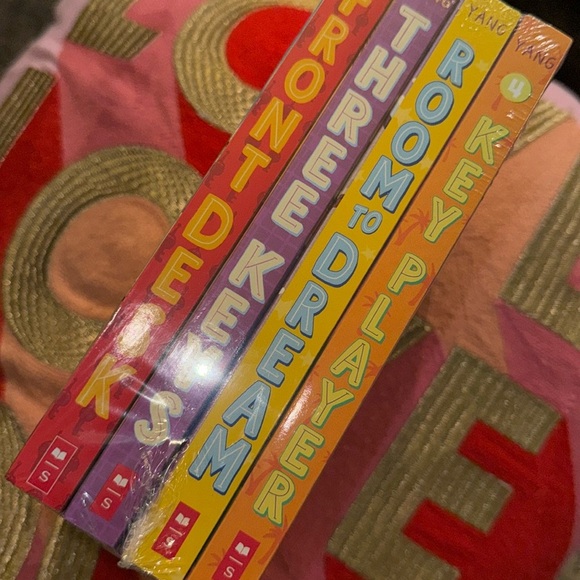 FRONT DESK
THREE KEYS
S
YANG
ROOM TO DREAM
S
YANG
4
KEY PLAYER
S
S